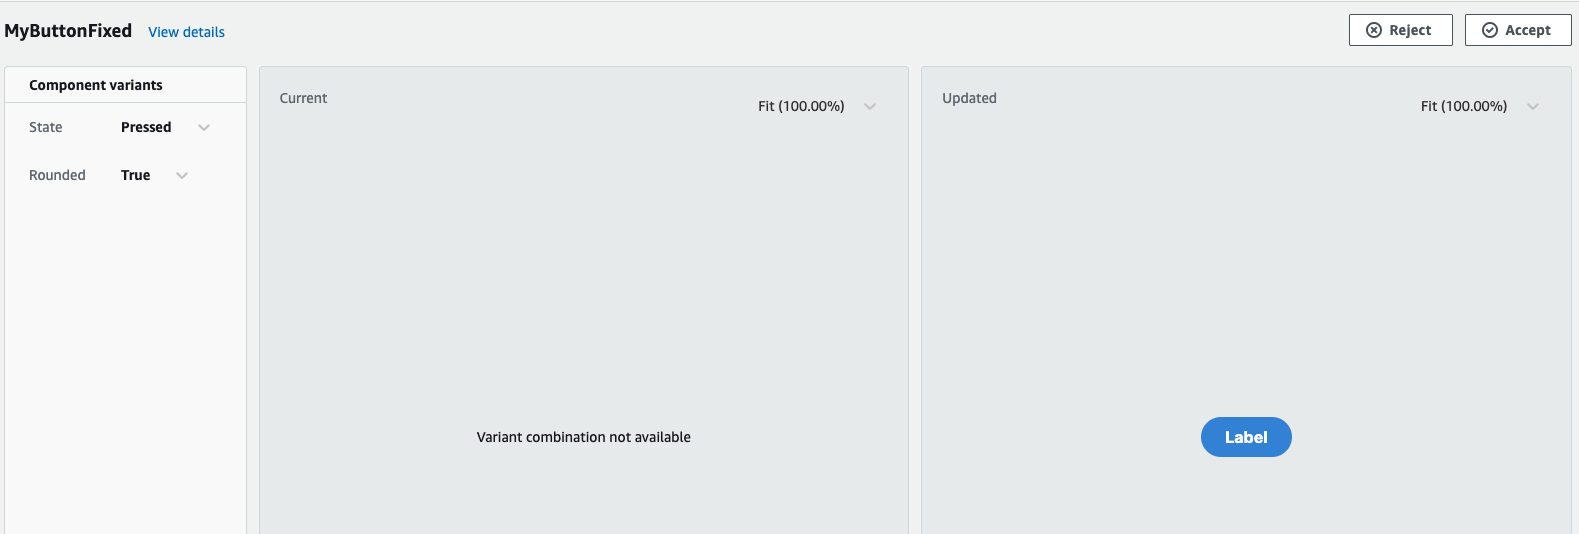 MyButtonFixed View details
Reject Accept
Component variants
State Pressed
Rounded True
Current
Fit (100.00%)
Variant combination not available
Updated
Fit (100.00%)
Label